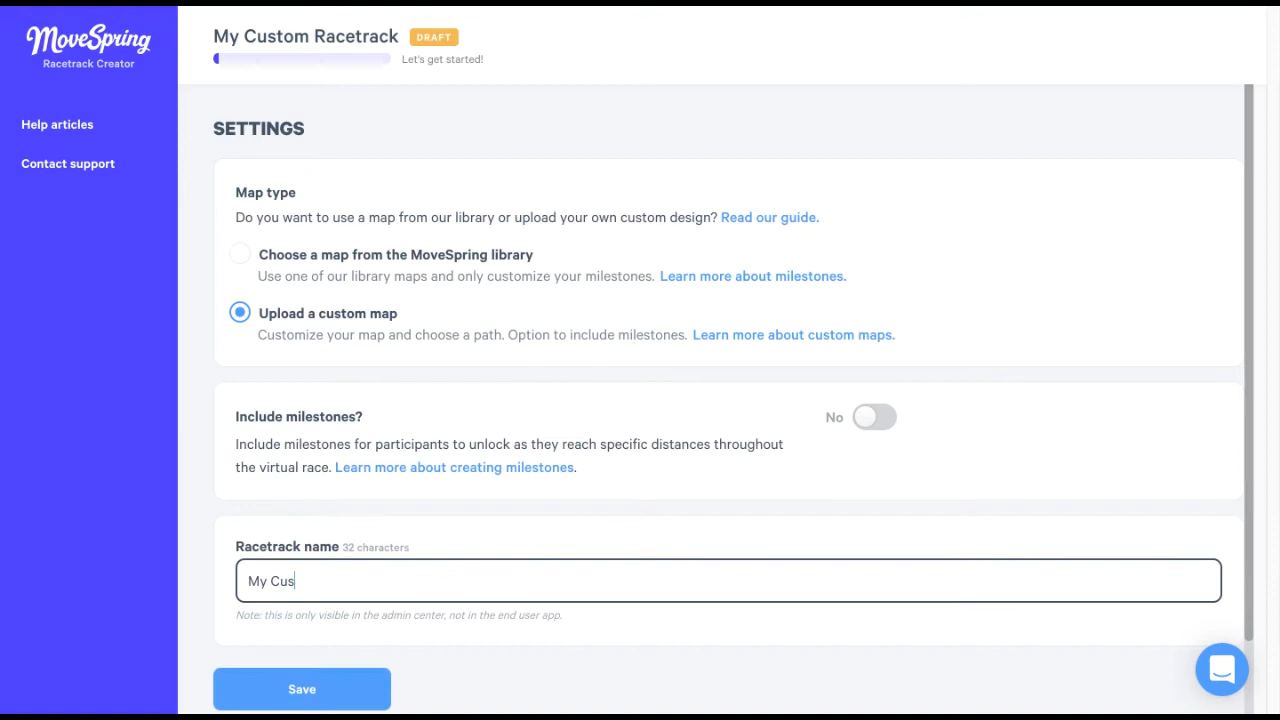 MoveSpring
Racetrack Creator
Help articles
Contact support
My Custom Racetrack DRAFT
Let's get started!
SETTINGS
Map type
Do you want to use a map from our library or upload your own custom design? Read our guide.
Choose a map from the MoveSpring library
Use one of our library maps and only customize your milestones. Learn more about milestones.
Upload a custom map
Customize your map and choose a path. Option to include milestones. Learn more about custom maps.
Include milestones?
No
Include milestones for participants to unlock as they reach specific distances throughout
the virtual race. Learn more about creating milestones.
Racetrack name 32 characters
My Cus
Note: this is only visible in the admin center, not in the end user app.
Save